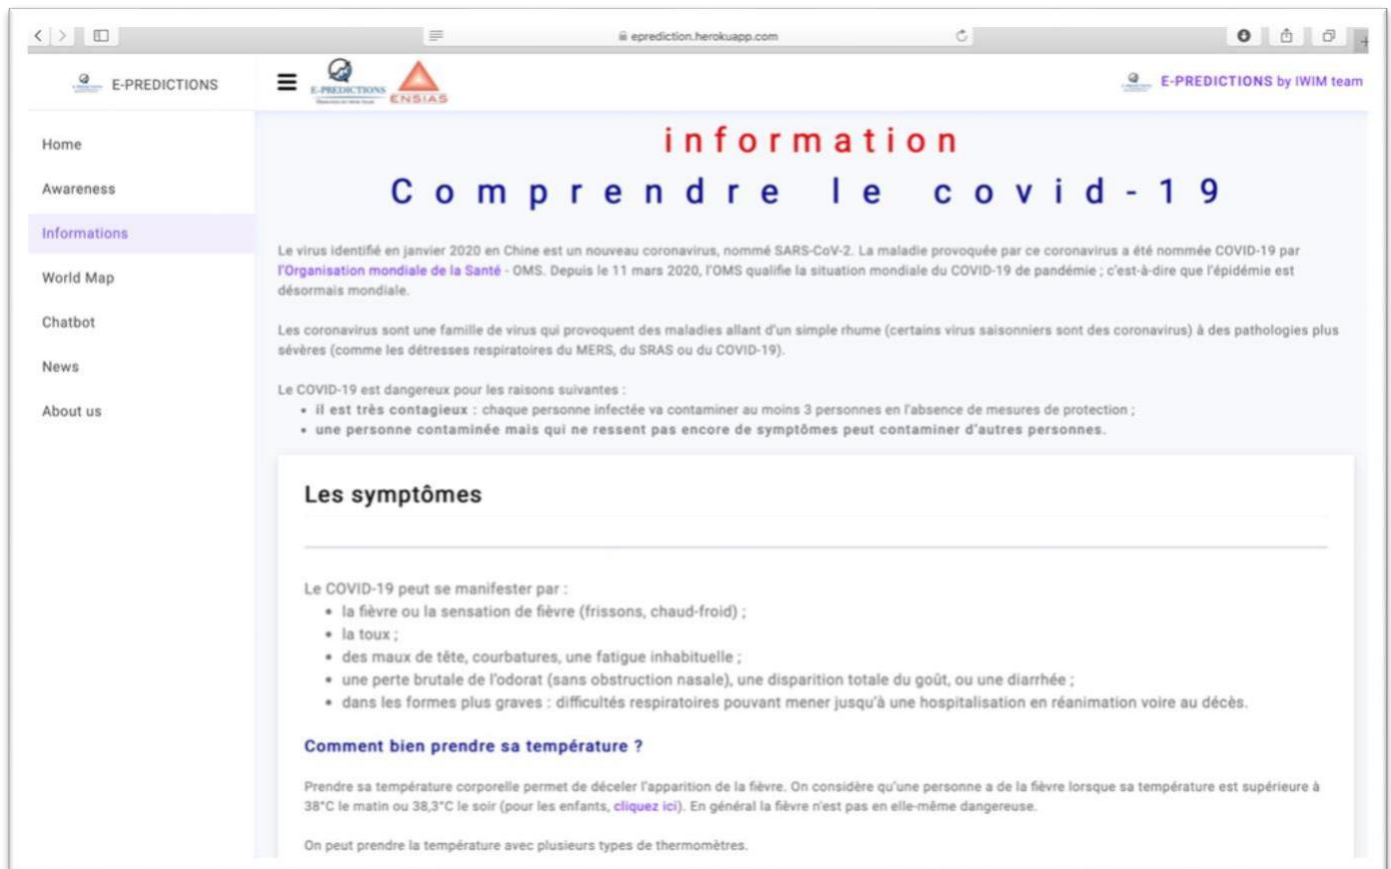 eprediction.herokuapp.com
E-PREDICTIONS
E-PREDICTIONS
ENSIAS
E-PREDICTIONS by IWIM team
Home
Awareness
Informations
World Map
Chatbot
News
About us
information
Comprendre le covid-19
Le virus identifié en janvier 2020 en Chine est un nouveau coronavirus, nommé SARS-CoV-2. La maladie provoquée par ce coronavirus a été nommée COVID-19 par
l'Organisation mondiale de la Santé - OMS. Depuis le 11 mars 2020, l'OMS qualifie la situation mondiale du COVID-19 de pandémie ; c'est-à-dire que l'épidémie est
désormais mondiale.
Les coronavirus sont une famille de virus qui provoquent des maladies allant d'un simple rhume (certains virus saisonniers sont des coronavirus) à des pathologies plus
sévères (comme les détresses respiratoires du MERS, du SRAS ou du COVID-19).
Le COVID-19 est dangereux pour les raisons suivantes :
• il est très contagieux : chaque personne infectée va contaminer au moins 3 personnes en l'absence de mesures de protection ;
• une personne contaminée mais qui ne ressent pas encore de symptômes peut contaminer d'autres personnes.
Les symptômes
Le COVID-19 peut se manifester par :
• la fièvre ou la sensation de fièvre (frissons, chaud-froid) ;
• la toux ;
• des maux de tête, courbatures, une fatigue inhabituelle ;
• une perte brutale de l'odorat (sans obstruction nasale), une disparition totale du goût, ou une diarrhée ;
• dans les formes plus graves : difficultés respiratoires pouvant mener jusqu'à une hospitalisation en réanimation voire au décès.
Comment bien prendre sa température ?
Prendre sa température corporelle permet de déceler l'apparition de la fièvre. On considère qu'une personne a de la fièvre lorsque sa température est supérieure à
38°C le matin ou 38,3°C le soir (pour les enfants, cliquez ici). En général la fièvre n'est pas en elle-même dangereuse.
On peut prendre la température avec plusieurs types de thermomètres.